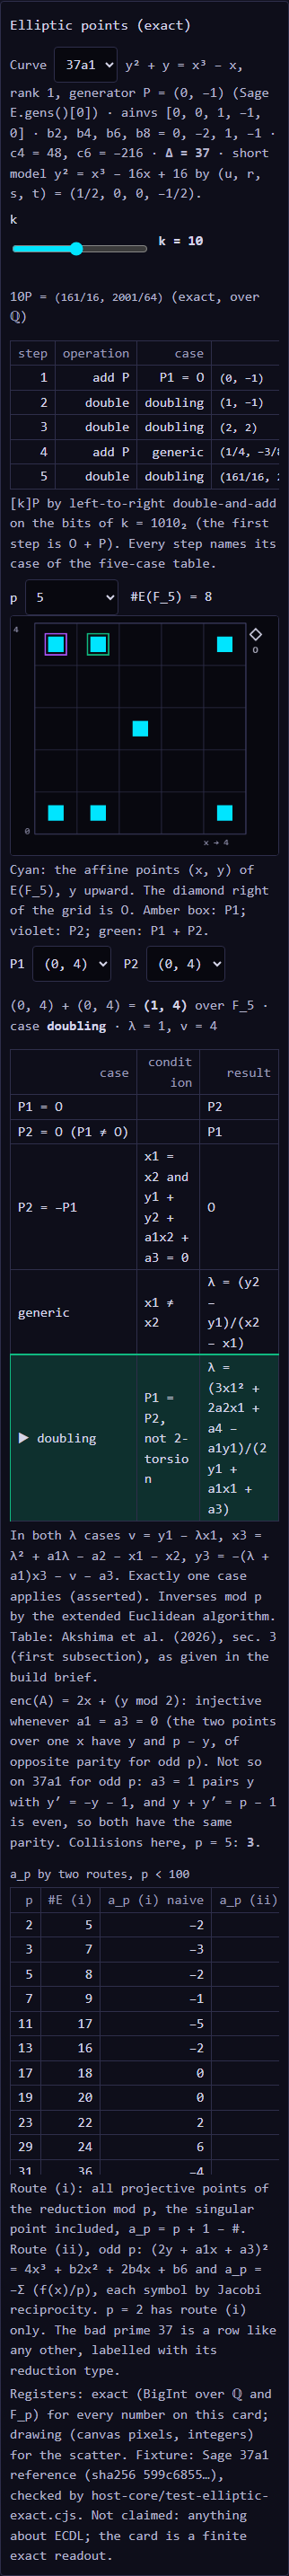 Elliptic points (exact)
Curve 37a1 y² + y = x³ – x,
rank 1, generator P = (0, –1) (Sage
E.gens()[0]) · ainvs [0, 0, 1, –1,
0] · b2, b4, b6, b8 = 0, –2, 1, –1 ·
c4 = 48, c6 = –216 · Δ = 37 · short
model y² = x³ – 16x + 16 by (u, r,
s, t) = (1/2, 0, 0, –1/2).
k
k = 10
10P = (161/16, 2001/64) (exact, over
ℚ)
step operation case
1 add P P1 = O (0, –1)
2 double doubling (1, –1)
3 double doubling (2, 2)
4 add P generic (1/4, –3/8
5 double doubling (161/16,
[k]P by left-to-right double-and-add
on the bits of k = 1010₂ (the first
step is O + P). Every step names its
case of the five-case table.
p 5 #E(F_5) = 8
4
O
0
x → 4
Cyan: the affine points (x, y) of
E(F_5), y upward. The diamond right
of the grid is O. Amber box: P1;
violet: P2; green: P1 + P2.
P1 (0, 4) P2 (0, 4)
(0, 4) + (0, 4) = (1, 4) over F_5 ·
case doubling · λ = 1, ν = 4
case condit result
ion
P1 = O P2
P2 = O (P1 ≠ O) P1
x1 =
x2 and
y1 +
P2 = –P1 y2 + O
a1x2 +
a3 = 0
λ = (y2
generic x1 ≠ –
x2 y1)/(x2
– x1)
λ =
(3x1² +
P1 = 2a2x1 +
P2, a4 –
▶ doubling not 2- a1y1)/(2
torsio y1 +
n a1x1 +
a3)
In both λ cases ν = y1 – λx1, x3 =
λ² + a1λ – a2 – x1 – x2, y3 = –(λ +
a1)x3 – ν – a3. Exactly one case
applies (asserted). Inverses mod p
by the extended Euclidean algorithm.
Table: Akshima et al. (2026), sec. 3
(first subsection), as given in the
build brief.
enc(A) = 2x + (y mod 2): injective
whenever a1 = a3 = 0 (the two points
over one x have y and p – y, of
opposite parity for odd p). Not so
on 37a1 for odd p: a3 = 1 pairs y
with y’ = –y – 1, and y + y’ = p – 1
is even, so both have the same
parity. Collisions here, p = 5: 3.
a_p by two routes, p < 100
p #E (i) a_p (i) naive a_p (ii)
2 5 –2
3 7 –3
5 8 –2
7 9 –1
11 17 –5
13 16 –2
17 18 0
19 20 0
23 22 2
29 24 6
31 36 –4
Route (i): all projective points of
the reduction mod p, the singular
point included, a_p = p + 1 – #.
Route (ii), odd p: (2y + a1x + a3)²
= 4x³ + b2x² + 2b4x + b6 and a_p =
–Σ (f(x)/p), each symbol by Jacobi
reciprocity. p = 2 has route (i)
only. The bad prime 37 is a row like
any other, labelled with its
reduction type.
Registers: exact (BigInt over ℚ and
F_p) for every number on this card;
drawing (canvas pixels, integers)
for the scatter. Fixture: Sage 37a1
reference (sha256 599c6855…),
checked by host-core/test-elliptic-
exact.cjs. Not claimed: anything
about ECDL; the card is a finite
exact readout.